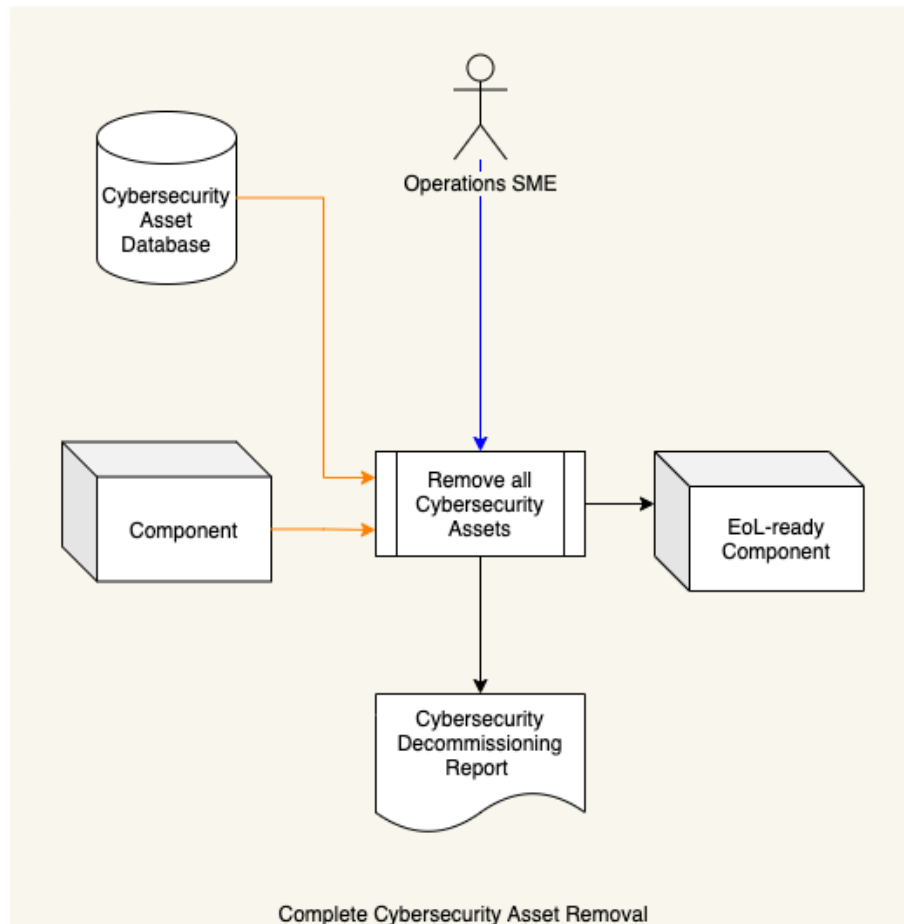 Operations SME
Cybersecurity
Asset
Database
Component
Remove all
Cybersecurity
Assets
EoL-ready
Component
Cybersecurity
Decommissioning
Report
Complete Cybersecurity Asset Removal